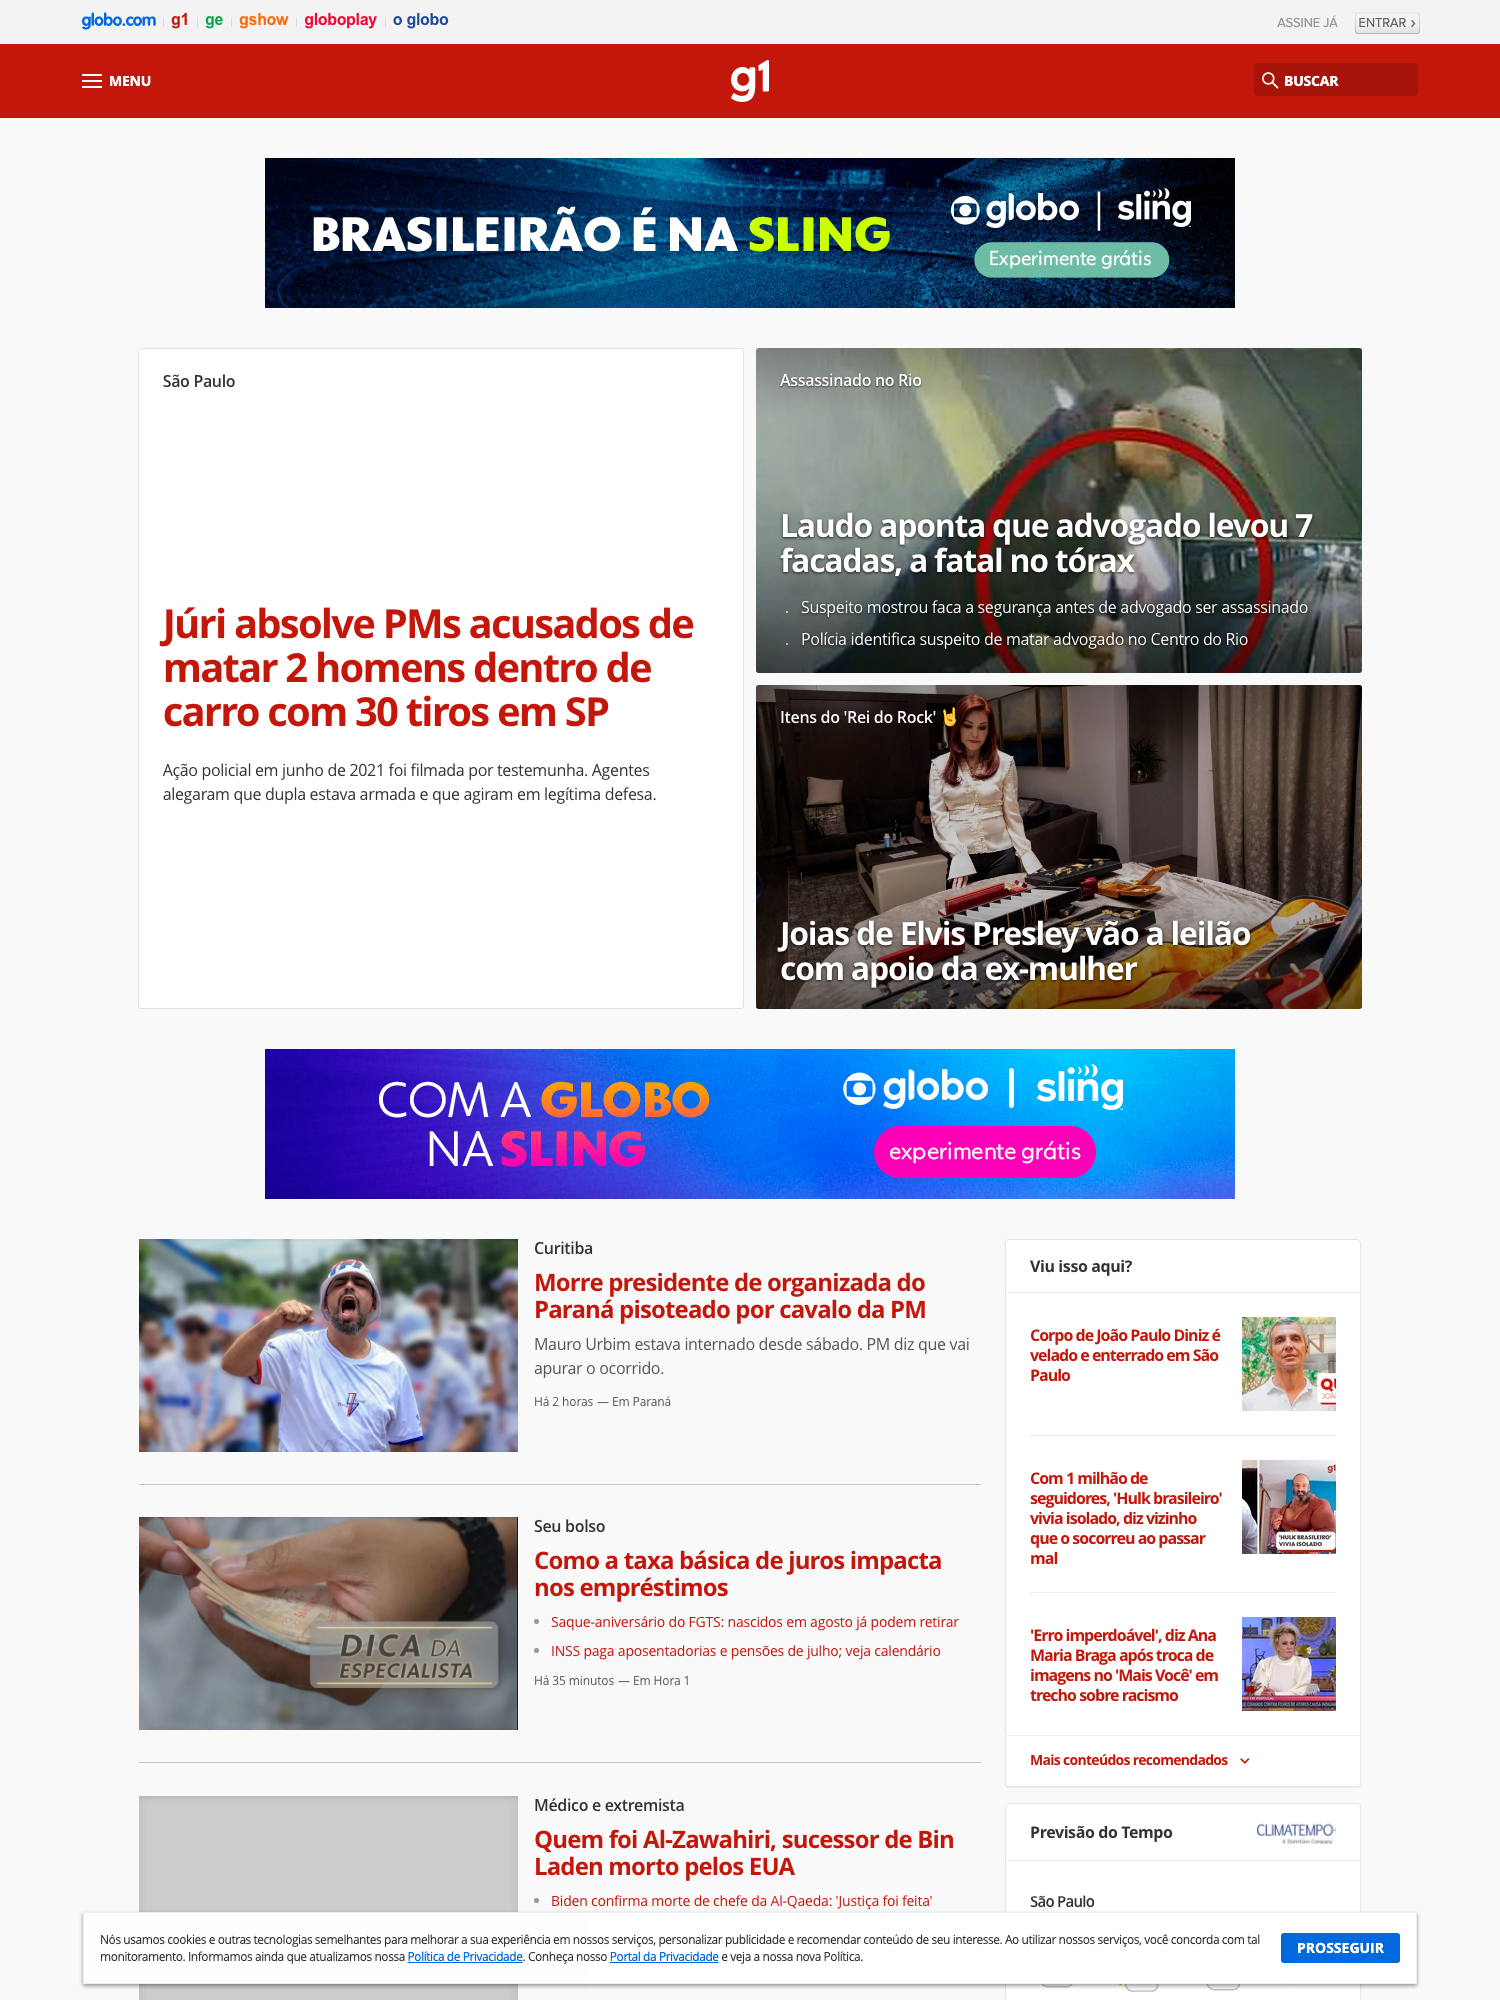 globo.com g1 ge gshow globoplay o globo
ASSINE JÁ ENTRAR ›
MENU
g1
BUSCAR
BRASILEIRÃO É NA SLING
globo | sling
Experimente grátis
São Paulo
Júri absolve PMs acusados de
matar 2 homens dentro de
carro com 30 tiros em SP
Ação policial em junho de 2021 foi filmada por testemunha. Agentes
alegaram que dupla estava armada e que agiram em legítima defesa.
Assassinado no Rio
Laudo aponta que advogado levou 7
facadas, a fatal no tórax
. Suspeito mostrou faca a segurança antes de advogado ser assassinado
. Polícia identifica suspeito de matar advogado no Centro do Rio
Itens do 'Rei do Rock' 🤘
Joias de Elvis Presley vão a leilão
com apoio da ex-mulher
COM A GLOBO
NA SLING
globo | sling
experimente grátis
Curitiba
Morre presidente de organizada do
Paraná pisoteado por cavalo da PM
Mauro Urbim estava internado desde sábado. PM diz que vai
apurar o ocorrido.
Há 2 horas — Em Paraná
Seu bolso
Como a taxa básica de juros impacta
nos empréstimos
• Saque-aniversário do FGTS: nascidos em agosto já podem retirar
• INSS paga aposentadorias e pensões de julho; veja calendário
Há 35 minutos — Em Hora 1
DICA DA
ESPECIALISTA
Médico e extremista
Quem foi Al-Zawahiri, sucessor de Bin
Laden morto pelos EUA
• Biden confirma morte de chefe da Al-Qaeda: 'Justiça foi feita'
Viu isso aqui?
Corpo de João Paulo Diniz é
velado e enterrado em São
Paulo
Com 1 milhão de
seguidores, 'Hulk brasileiro'
vivia isolado, diz vizinho
que o socorreu ao passar
mal
g1
'HULK BRASILEIRO'
VIVIA ISOLADO
'Erro imperdoável', diz Ana
Maria Braga após troca de
imagens no 'Mais Você' em
trecho sobre racismo
Mais conteúdos recomendados
Previsão do Tempo
CLIMATEMPO
A StormGeo Company
São Paulo
Nós usamos cookies e outras tecnologias semelhantes para melhorar a sua experiência em nossos serviços, personalizar publicidade e recomendar conteúdo de seu interesse. Ao utilizar nossos serviços, você concorda com tal
monitoramento. Informamos ainda que atualizamos nossa Política de Privacidade. Conheça nosso Portal da Privacidade e veja a nossa nova Política.
PROSSEGUIR